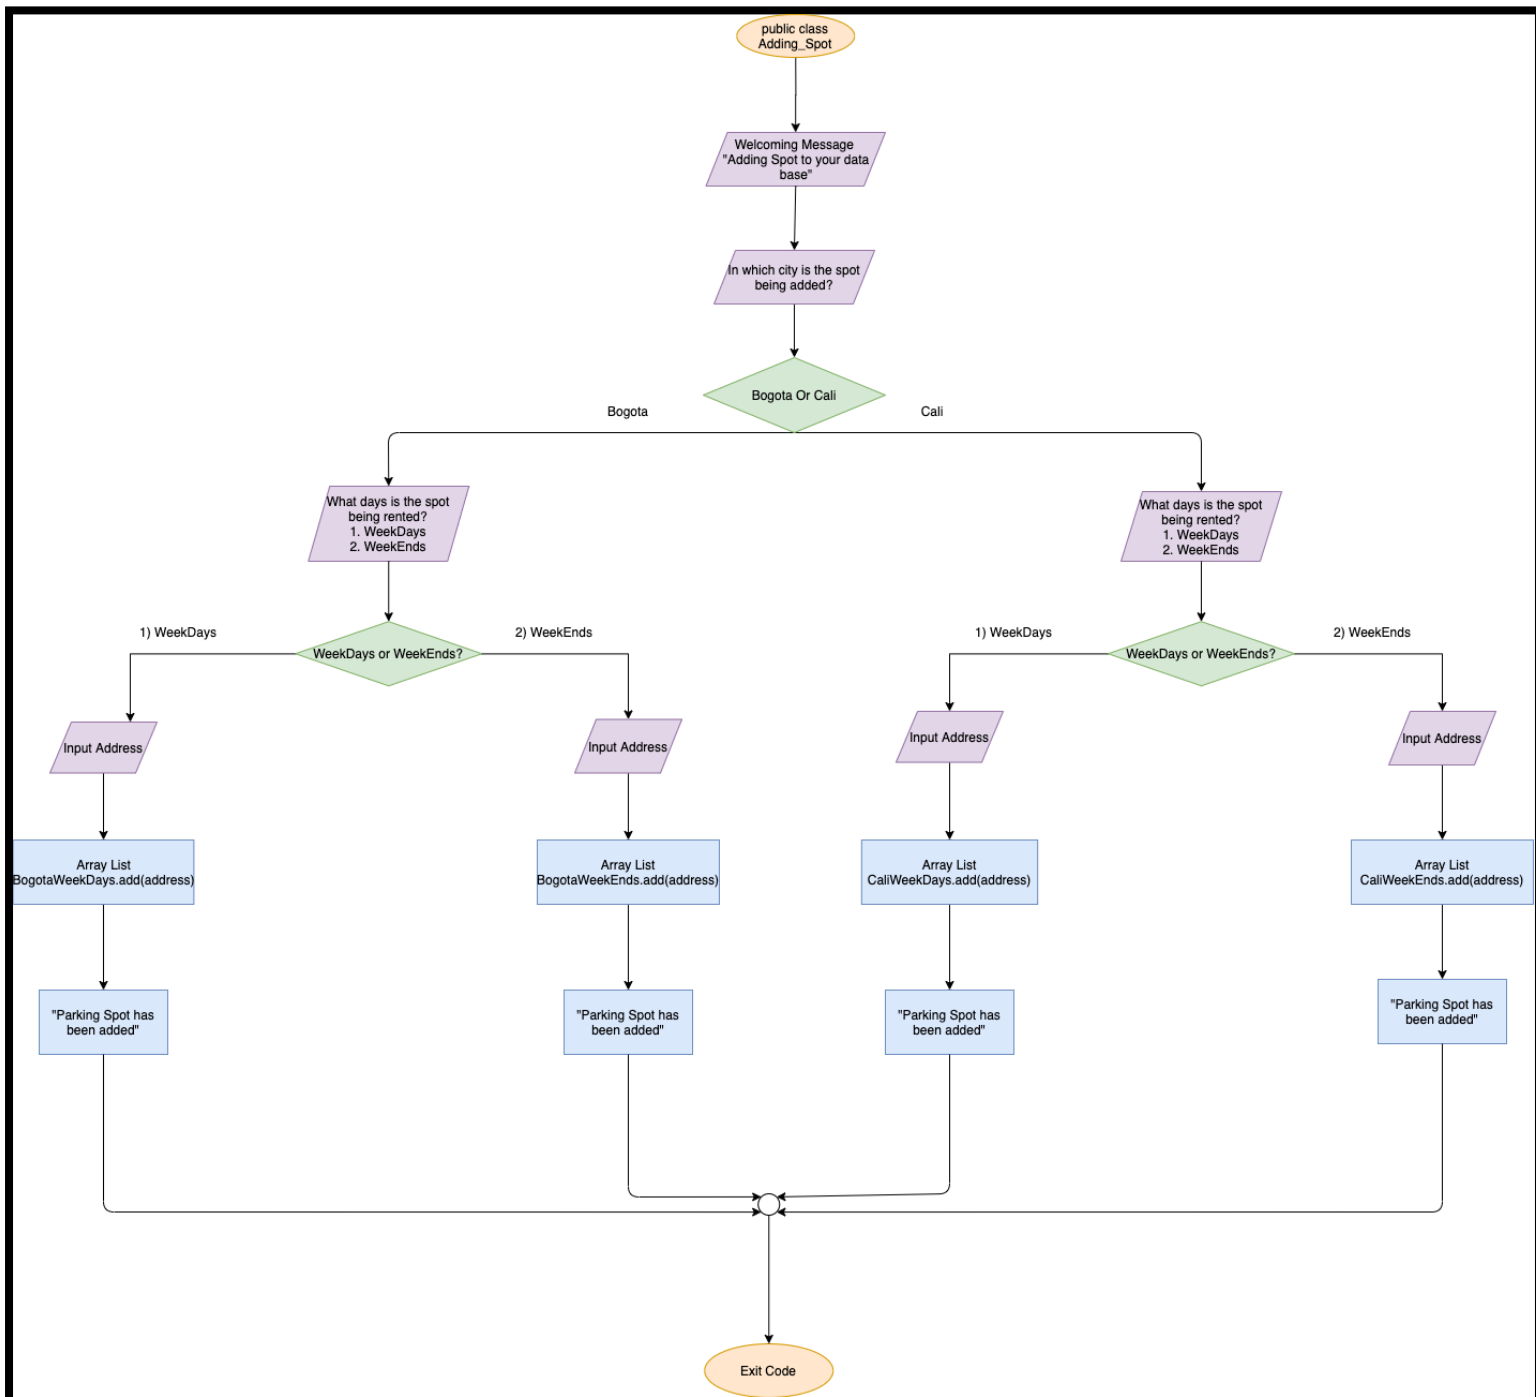 public class
Adding_Spot
Welcoming Message
"Adding Spot to your data
base"
In which city is the spot
being added?
Bogota Or Cali
Bogota
Cali
What days is the spot
being rented?
1. WeekDays
2. WeekEnds
What days is the spot
being rented?
1. WeekDays
2. WeekEnds
1) WeekDays
WeekDays or WeekEnds?
2) WeekEnds
1) WeekDays
WeekDays or WeekEnds?
2) WeekEnds
Input Address
Input Address
Input Address
Input Address
Array List
BogotaWeekDays.add(address)
Array List
BogotaWeekEnds.add(address)
Array List
CaliWeekDays.add(address)
Array List
CaliWeekEnds.add(address)
"Parking Spot has
been added"
"Parking Spot has
been added"
"Parking Spot has
been added"
"Parking Spot has
been added"
Exit Code